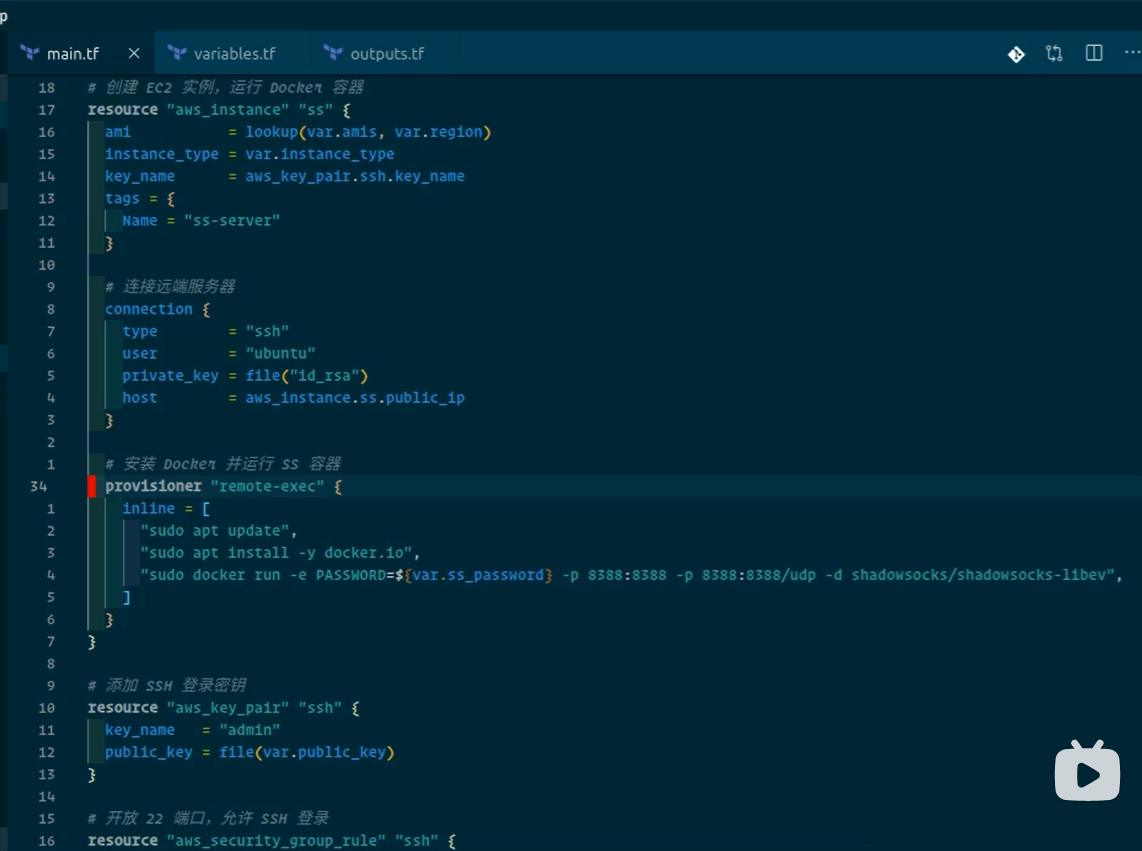 p
main.tf × variables.tf outputs.tf
18 # 创建 EC2 实例，运行 Docker 容器
17 resource "aws_instance" "ss" {
16 ami = lookup(var.amis, var.region)
15 instance_type = var.instance_type
14 key_name = aws_key_pair.ssh.key_name
13 tags = {
12 Name = "ss-server"
11 }
10
9 # 连接远端服务器
8 connection {
7 type = "ssh"
6 user = "ubuntu"
5 private_key = file("id_rsa")
4 host = aws_instance.ss.public_ip
3 }
2
1 # 安装 Docker 并运行 SS 容器
34 provisioner "remote-exec" {
1 inline = [
2 "sudo apt update",
3 "sudo apt install -y docker.io",
4 "sudo docker run -e PASSWORD=${var.ss_password} -p 8388:8388 -p 8388:8388/udp -d shadowsocks/shadowsocks-libev",
5 ]
6 }
7 }
8
9 # 添加 SSH 登录密钥
10 resource "aws_key_pair" "ssh" {
11 key_name = "admin"
12 public_key = file(var.public_key)
13 }
14
15 # 开放 22 端口，允许 SSH 登录
16 resource "aws_security_group_rule" "ssh" {